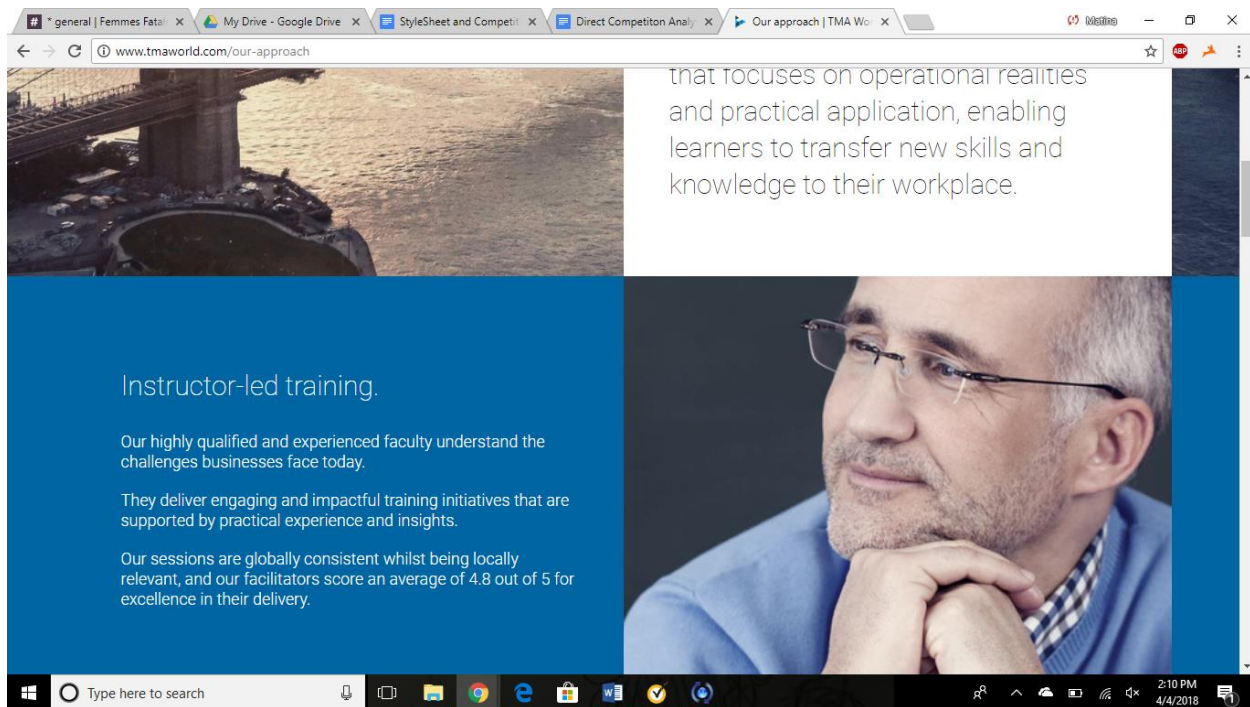 # * general | Femmes Fatal
My Drive - Google Drive
StyleSheet and Competit
Direct Competiton Analy
Our approach | TMA Wor
Matina
www.tmaworld.com/our-approach
ABP
that focuses on operational realities
and practical application, enabling
learners to transfer new skills and
knowledge to their workplace.
Instructor-led training.
Our highly qualified and experienced faculty understand the
challenges businesses face today.
They deliver engaging and impactful training initiatives that are
supported by practical experience and insights.
Our sessions are globally consistent whilst being locally
relevant, and our facilitators score an average of 4.8 out of 5 for
excellence in their delivery.
Type here to search
2:10 PM
4/4/2018
1